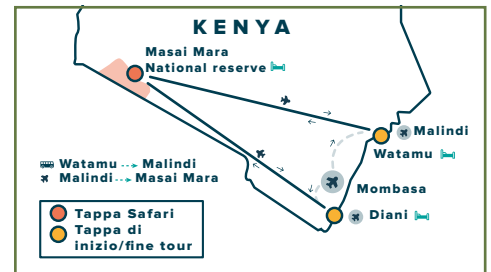 KENYA
Masai Mara
National reserve
Malindi
Watamu
Watamu ---> Malindi
Malindi ---> Masai Mara
Mombasa
Diani
Tappa Safari
Tappa di
inizio/fine tour